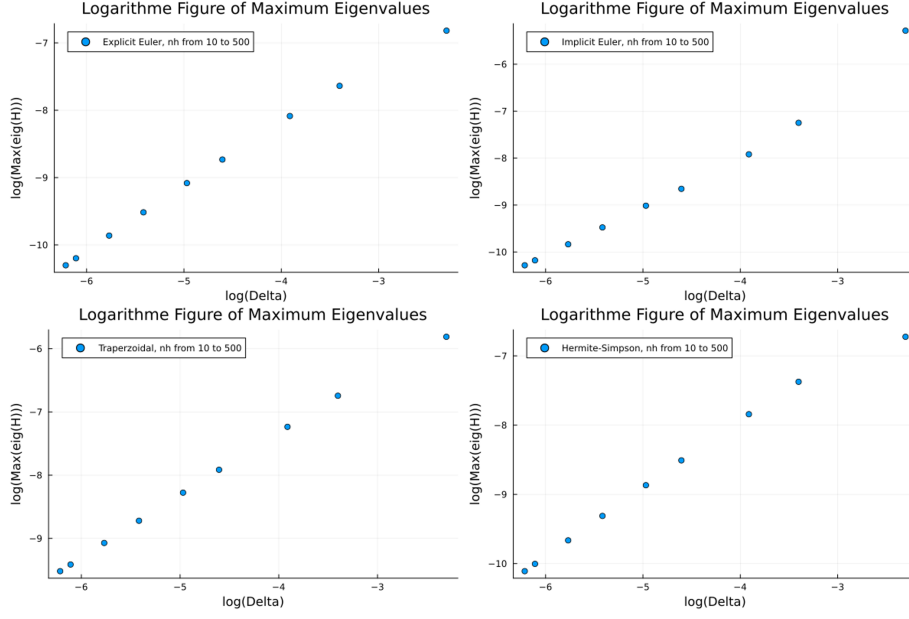 Logarithme Figure of Maximum Eigenvalues
Explicit Euler, nh from 10 to 500
−7
−8
−9
−10
log(Max(eig(H)))
−6
−5
−4
−3
log(Delta)
Logarithme Figure of Maximum Eigenvalues
Implicit Euler, nh from 10 to 500
−6
−7
−8
−9
−10
log(Max(eig(H)))
−6
−5
−4
−3
log(Delta)
Logarithme Figure of Maximum Eigenvalues
Traperzoidal, nh from 10 to 500
−6
−7
−8
−9
log(Max(eig(H)))
−6
−5
−4
−3
log(Delta)
Logarithme Figure of Maximum Eigenvalues
Hermite-Simpson, nh from 10 to 500
−7
−8
−9
−10
log(Max(eig(H)))
−6
−5
−4
−3
log(Delta)